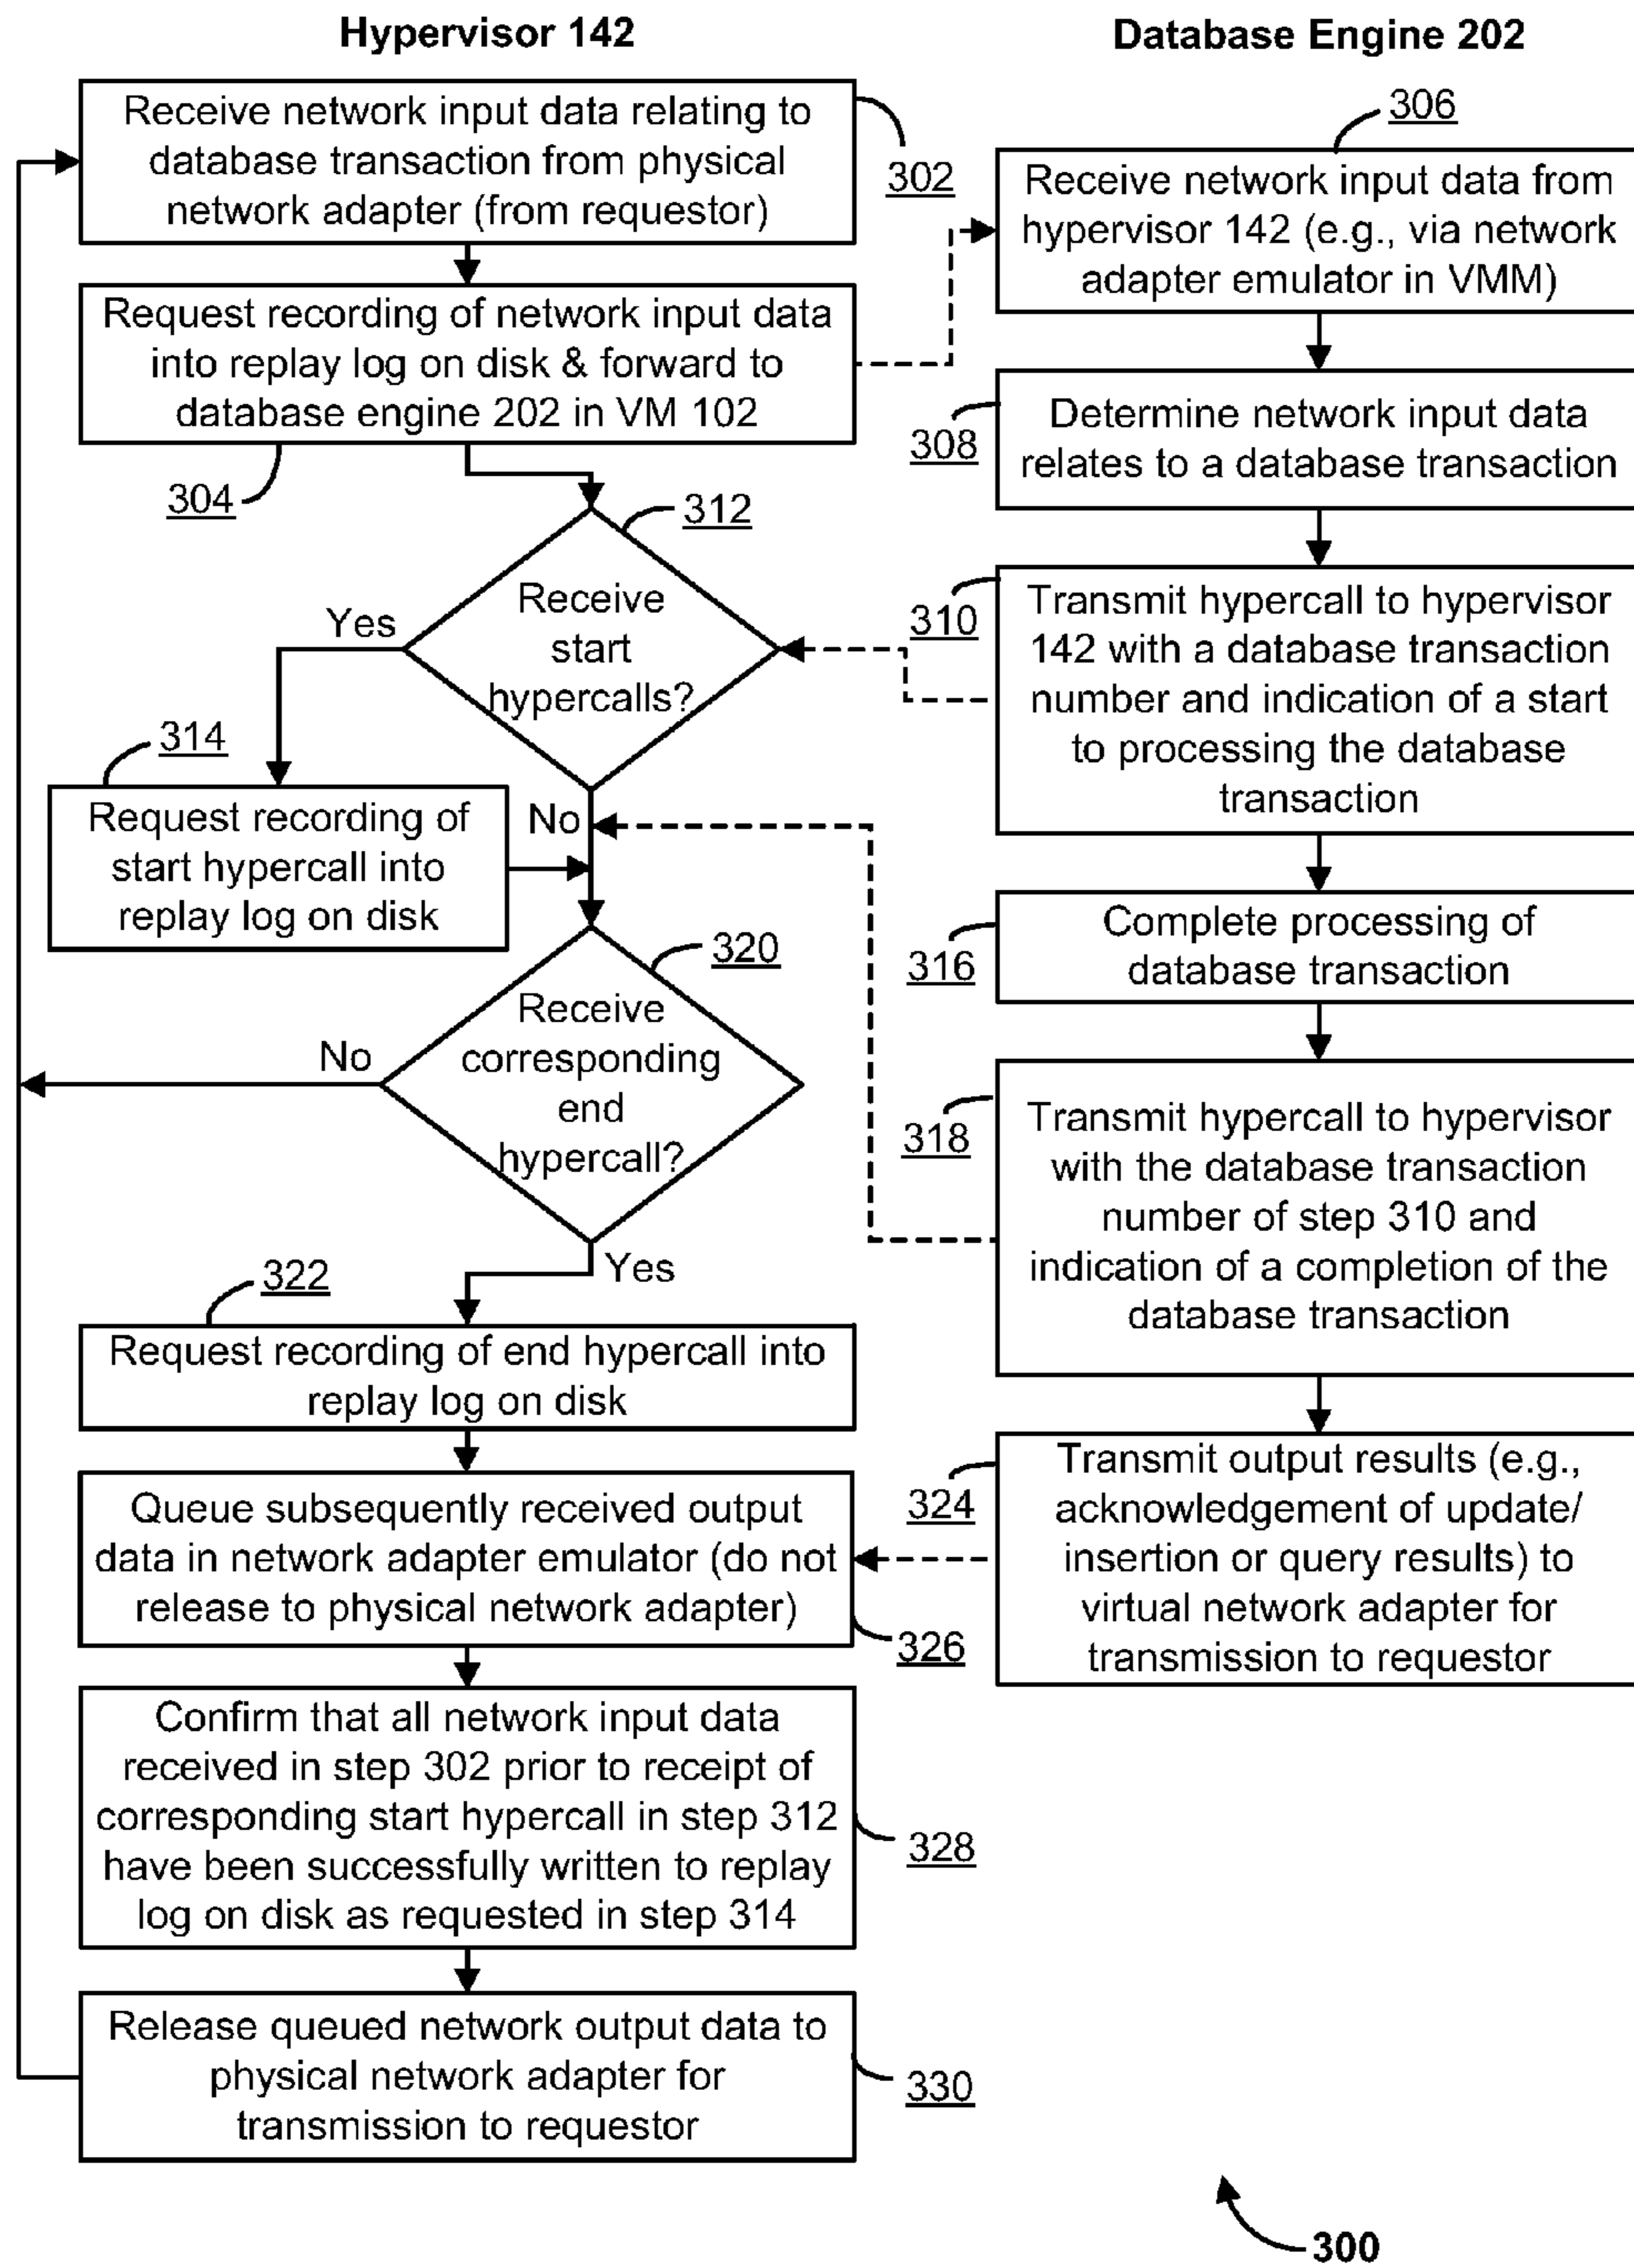 Hypervisor 142
Database Engine 202
Receive network input data relating to
database transaction from physical
network adapter (from requestor)
302
Request recording of network input data
into replay log on disk & forward to
database engine 202 in VM 102
304
306
Receive network input data from
hypervisor 142 (e.g., via network
adapter emulator in VMM)
308
Determine network input data
relates to a database transaction
310
Transmit hypercall to hypervisor
142 with a database transaction
number and indication of a start
to processing the database
transaction
312
Receive
start
hypercalls?
Yes
No
314
Request recording of
start hypercall into
replay log on disk
316
Complete processing of
database transaction
318
Transmit hypercall to hypervisor
with the database transaction
number of step 310 and
indication of a completion of the
database transaction
320
Receive
corresponding
end
hypercall?
No
Yes
322
Request recording of end hypercall into
replay log on disk
324
Transmit output results (e.g.,
acknowledgement of update/
insertion or query results) to
virtual network adapter for
transmission to requestor
Queue subsequently received output
data in network adapter emulator (do not
release to physical network adapter)
326
Confirm that all network input data
received in step 302 prior to receipt of
corresponding start hypercall in step 312
have been successfully written to replay
log on disk as requested in step 314
328
Release queued network output data to
physical network adapter for
transmission to requestor
330
300